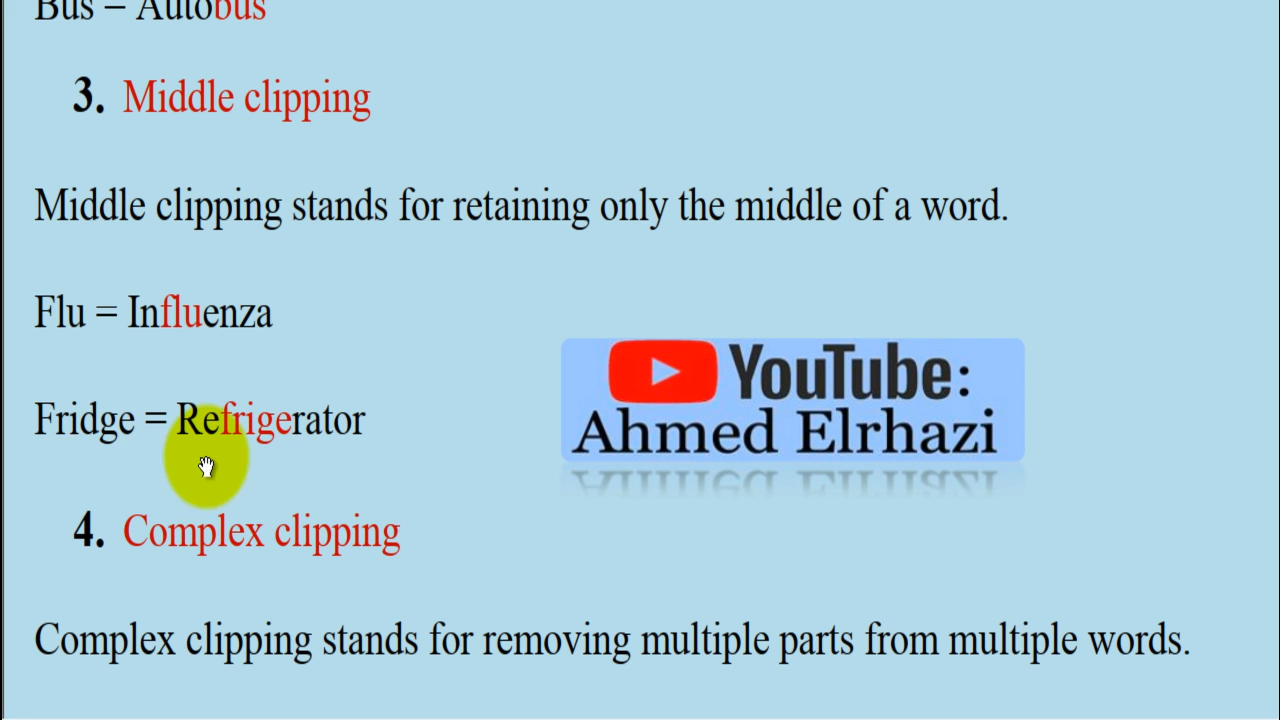 Bus = Autobus
3. Middle clipping
Middle clipping stands for retaining only the middle of a word.
Flu = Influenza
YouTube:
Ahmed Elrhazi
Fridge = Refrigerator
4. Complex clipping
Complex clipping stands for removing multiple parts from multiple words.